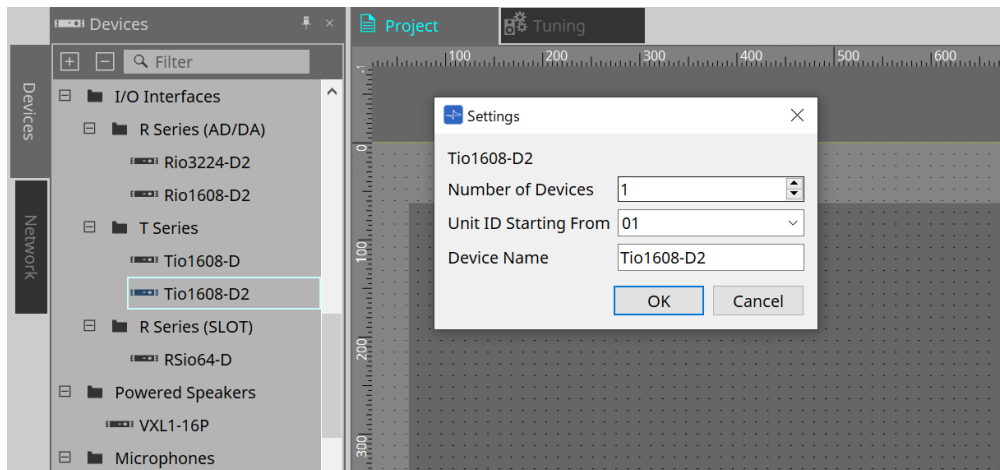 Devices
Filter
I/O Interfaces
R Series (AD/DA)
Rio3224-D2
Rio1608-D2
T Series
Tio1608-D
Tio1608-D2
R Series (SLOT)
RSio64-D
Powered Speakers
VXL1-16P
Microphones
Devices
Network
Project
Tuning
100
200
300
400
500
600
-1
0
100
200
300
Settings
Tio1608-D2
Number of Devices 1
Unit ID Starting From 01
Device Name Tio1608-D2
OK Cancel